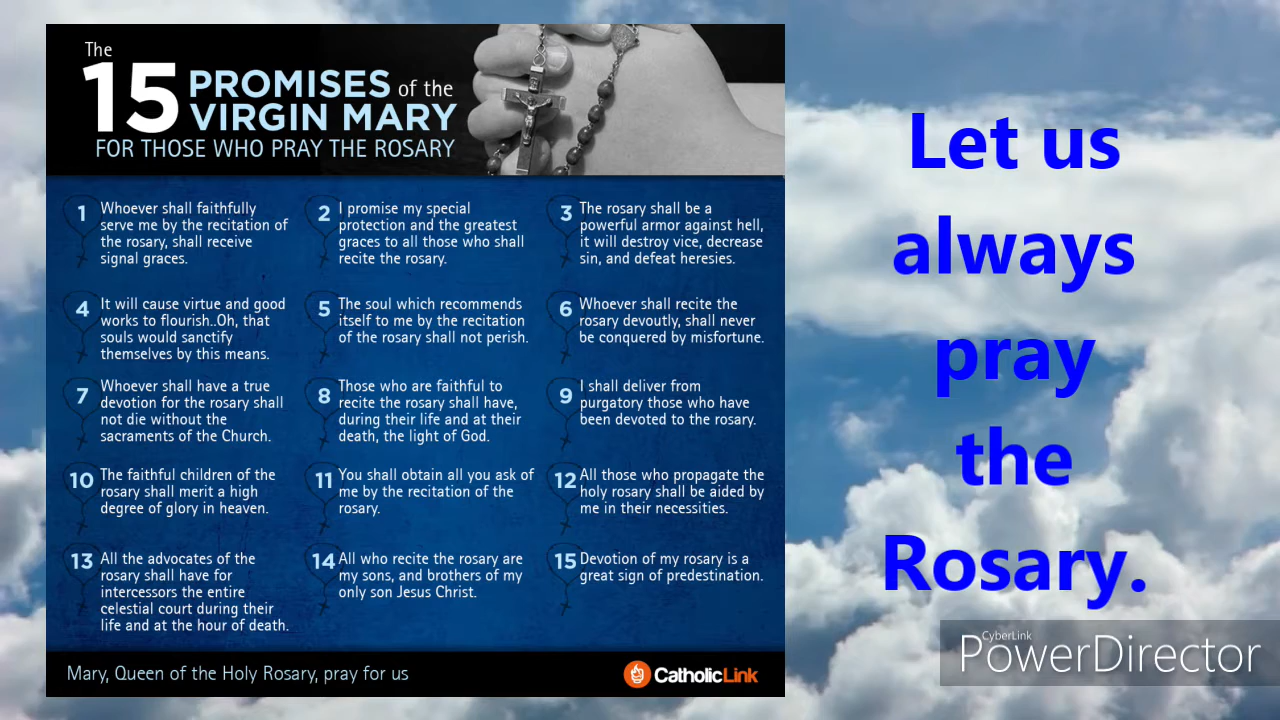 The
15 PROMISES of the
VIRGIN MARY
FOR THOSE WHO PRAY THE ROSARY
1 Whoever shall faithfully
serve me by the recitation of
the rosary, shall receive
signal graces.
2 I promise my special
protection and the greatest
graces to all those who shall
recite the rosary.
3 The rosary shall be a
powerful armor against hell,
it will destroy vice, decrease
sin, and defeat heresies.
4 It will cause virtue and good
works to flourish..Oh, that
souls would sanctify
themselves by this means.
5 The soul which recommends
itself to me by the recitation
of the rosary shall not perish.
6 Whoever shall recite the
rosary devoutly, shall never
be conquered by misfortune.
7 Whoever shall have a true
devotion for the rosary shall
not die without the
sacraments of the Church.
8 Those who are faithful to
recite the rosary shall have,
during their life and at their
death, the light of God.
9 I shall deliver from
purgatory those who have
been devoted to the rosary.
10 The faithful children of the
rosary shall merit a high
degree of glory in heaven.
11 You shall obtain all you ask of
me by the recitation of the
rosary.
12 All those who propagate the
holy rosary shall be aided by
me in their necessities.
13 All the advocates of the
rosary shall have for
intercessors the entire
celestial court during their
life and at the hour of death.
14 All who recite the rosary are
my sons, and brothers of my
only son Jesus Christ.
15 Devotion of my rosary is a
great sign of predestination.
Mary, Queen of the Holy Rosary, pray for us
CatholicLink
Let us
always
pray
the
Rosary.
CyberLink
PowerDirector